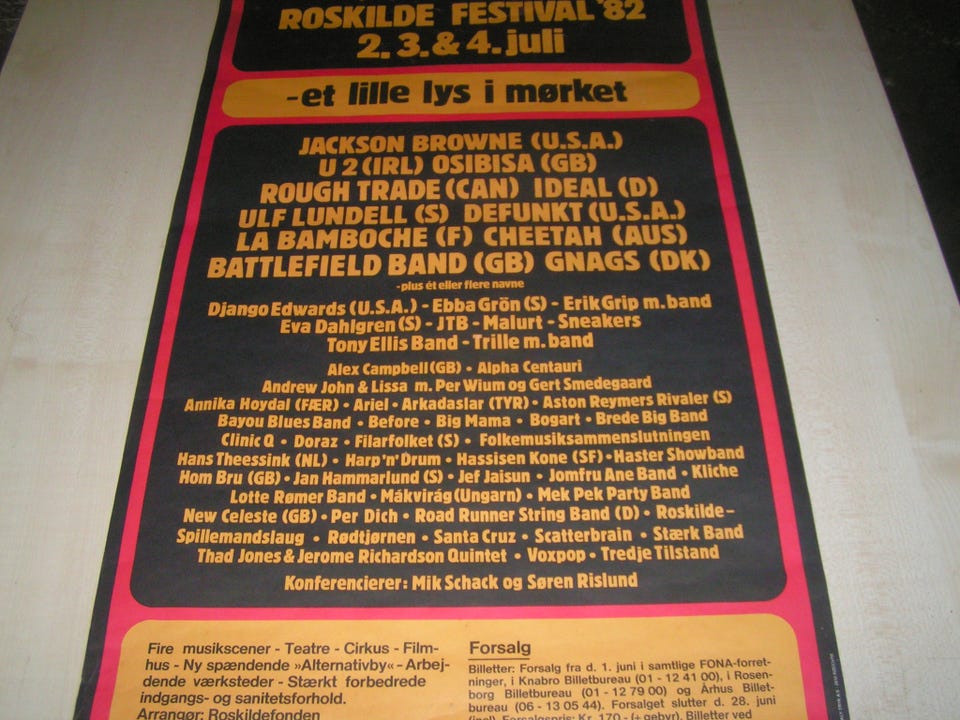 ROSKILDE FESTIVAL '82
2. 3. & 4. juli
-et lille lys i mørket
JACKSON BROWNE (U.S.A.)
U 2 (IRL) OSIBISA (GB)
ROUGH TRADE (CAN) IDEAL (D)
ULF LUNDELL (S) DEFUNKT (U.S.A.)
LA BAMBOCHE (F) CHEETAH (AUS)
BATTLEFIELD BAND (GB) GNAGS (DK)
-plus ét eller flere navne
Django Edwards (U.S.A.) - Ebba Grön (S) - Erik Grip m. band
Eva Dahlgren (S) - JTB - Malurt - Sneakers
Tony Ellis Band - Trille m. band
Alex Campbell (GB) • Alpha Centauri
Andrew John & Lissa m. Per Wium og Gert Smedegaard
Annika Hoydal (FÆR) • Ariel • Arkadaslar (TYR) • Aston Reymers Rivaler (S)
Bayou Blues Band • Before • Big Mama • Bogart • Brede Big Band
Clinic Q • Doraz • Filarfolket (S) • Folkemusiksammenslutningen
Hans Theessink (NL) • Harp 'n' Drum • Hassisen Kone (SF) • Haster Showband
Hom Bru (GB) • Jan Hammarlund (S) • Jef Jaisun • Jomfru Ane Band • Kliche
Lotte Rømer Band • Mákvirág (Ungarn) • Mek Pek Party Band
New Celeste (GB) • Per Dich • Road Runner String Band (D) • Roskilde-
Spillemandslaug • Rødtjørnen • Santa Cruz • Scatterbrain • Stærk Band
Thad Jones & Jerome Richardson Quintet • Voxpop • Tredje Tilstand
Konferencierer: Mik Schack og Søren Rislund
Fire musikscener - Teatre - Cirkus - Film-
hus - Ny spændende »Alternativby« - Arbej-
dende værksteder - Stærkt forbedrede
indgangs- og sanitetsforhold.
Arrangør: Roskildefonden
Forsalg
Billetter: Forsalg fra d. 1. juni i samtlige FONA-forret-
ninger, i Knabro Billetbureau (01 - 12 41 00), i Rosen-
borg Billetbureau (01 - 12 79 00) og Århus Billet-
bureau (06 - 13 05 44). Forsalget slutter d. 28. juni
(incl). Forsalgspris: Kr. 170,- (+ gebyr). Billetter ved